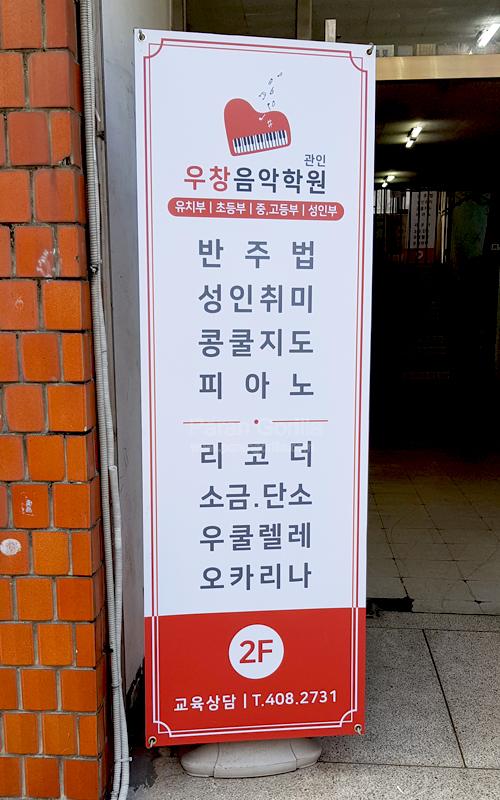 관인
우창음악학원
유치부 | 초등부 | 중,고등부 | 성인부
반 주 법
성인취미
콩쿨지도
피 아 노
리 코 더
소금.단소
우쿨렐레
오카리나
2F
교육상담 | T.408.2731